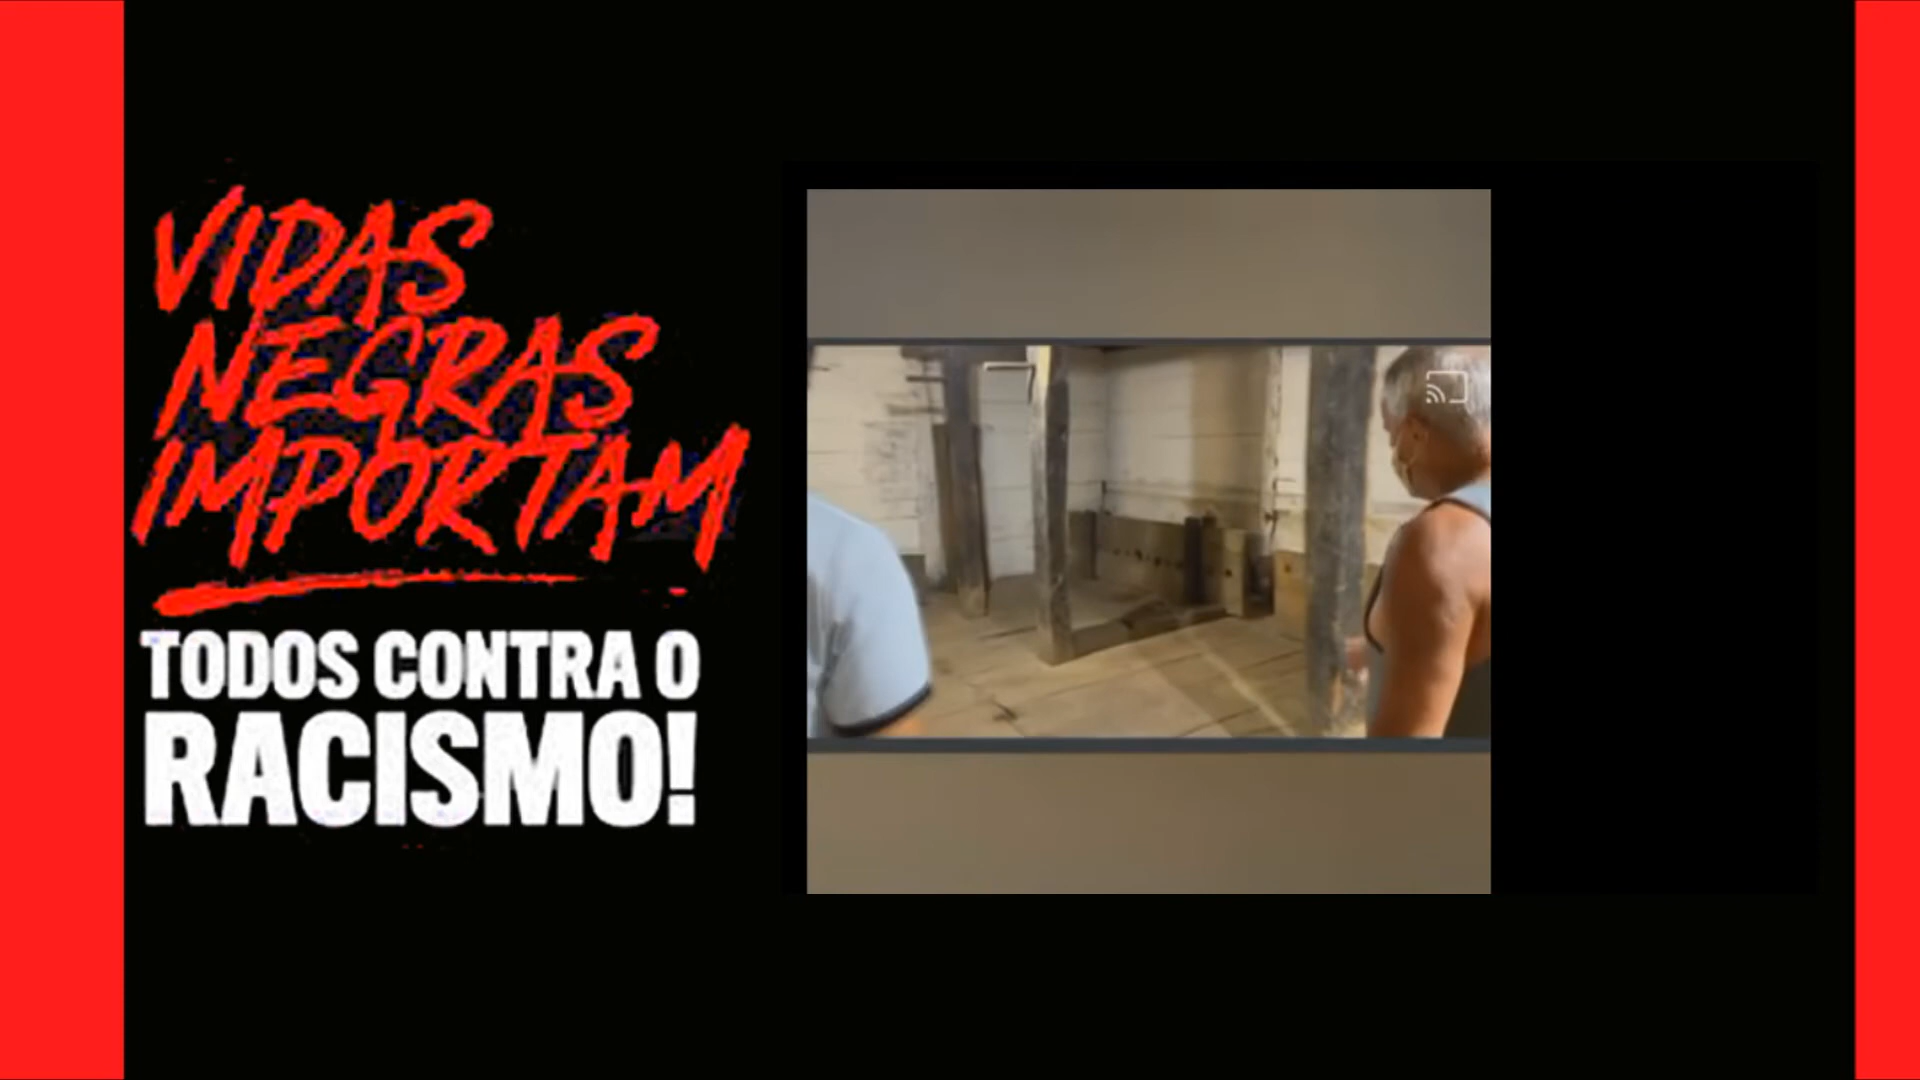 VIDAS
NEGRAS
IMPORTAM
TODOS CONTRA O
RACISMO!